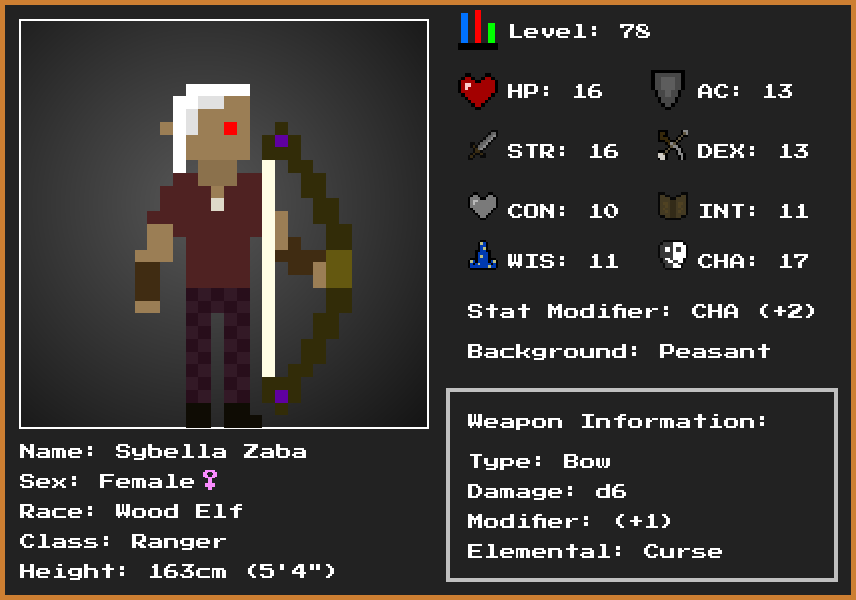 Level: 78
HP: 16 AC: 13
STR: 16 DEX: 13
CON: 10 INT: 11
WIS: 11 CHA: 17
Stat Modifier: CHA (+2)
Background: Peasant
Weapon Information:
Type: Bow
Damage: d6
Modifier: (+1)
Elemental: Curse
Name: Sybella Zaba
Sex: Female♀
Race: Wood Elf
Class: Ranger
Height: 163cm (5'4")